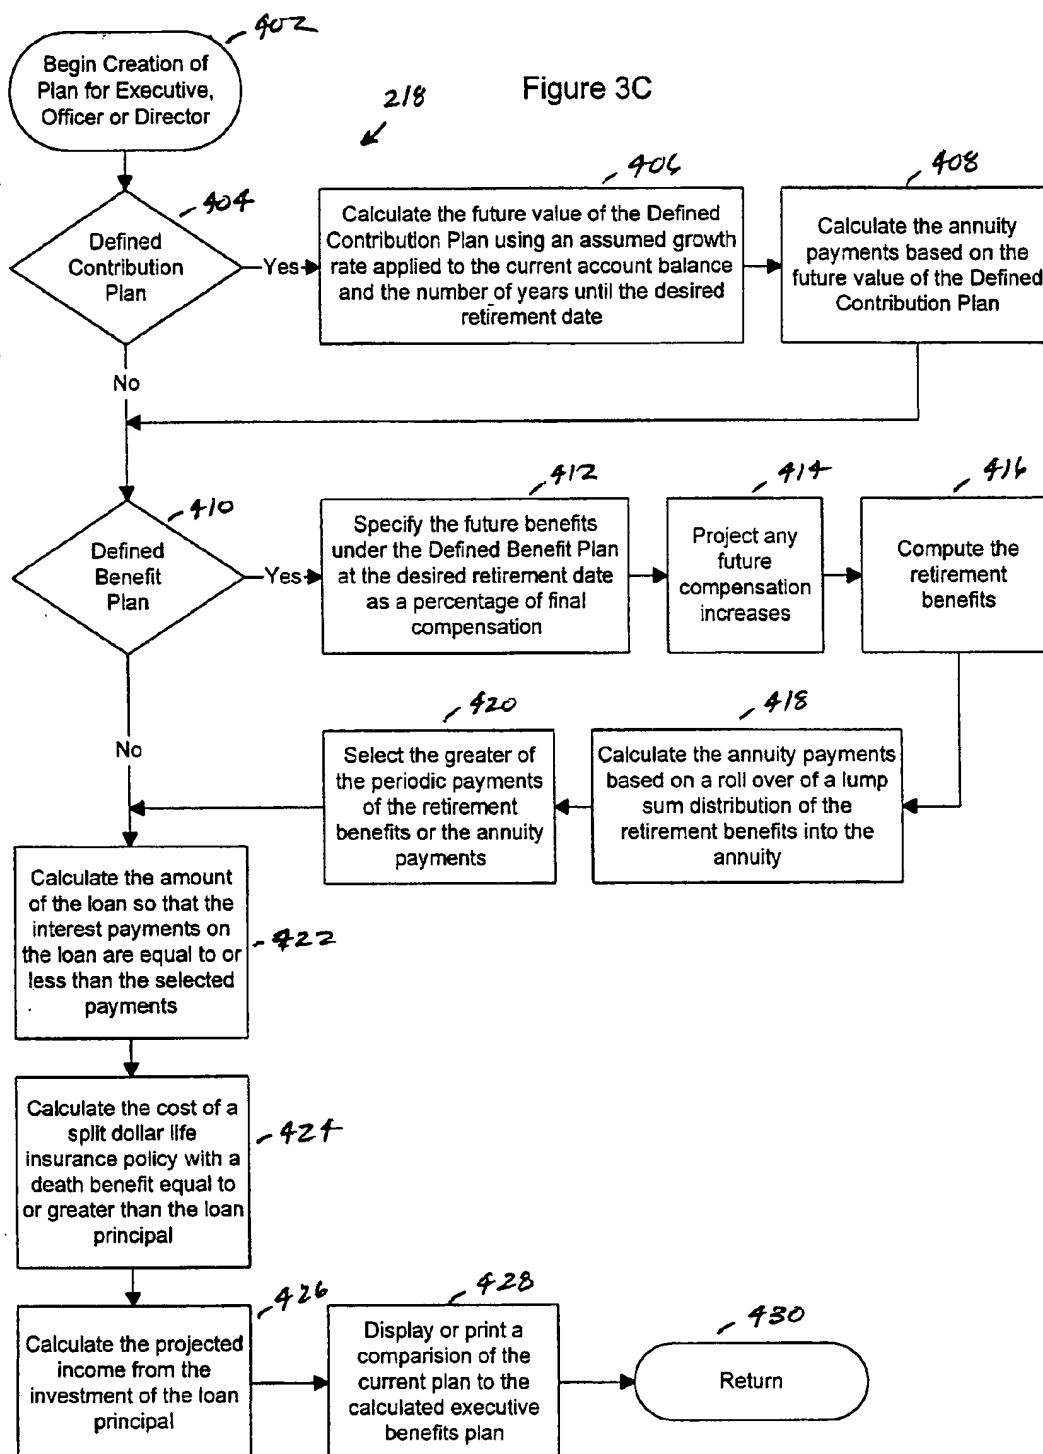 402
Begin Creation of
Plan for Executive,
Officer or Director
Figure 3C
218
404
Defined
Contribution
Plan
Yes
406
Calculate the future value of the Defined
Contribution Plan using an assumed growth
rate applied to the current account balance
and the number of years until the desired
retirement date
408
Calculate the annuity
payments based on the
future value of the Defined
Contribution Plan
No
410
Defined
Benefit
Plan
Yes
412
Specify the future benefits
under the Defined Benefit Plan
at the desired retirement date
as a percentage of final
compensation
414
Project any
future
compensation
increases
416
Compute the
retirement
benefits
No
420
Select the greater of
the periodic payments
of the retirement
benefits or the annuity
payments
418
Calculate the annuity payments
based on a roll over of a lump
sum distribution of the
retirement benefits into the
annuity
Calculate the amount
of the loan so that the
interest payments on
the loan are equal to or
less than the selected
payments
422
Calculate the cost of a
split dollar life
insurance policy with a
death benefit equal to
or greater than the loan
principal
424
426
Calculate the projected
income from the
investment of the loan
principal
428
Display or print a
comparision of the
current plan to the
calculated executive
benefits plan
430
Return